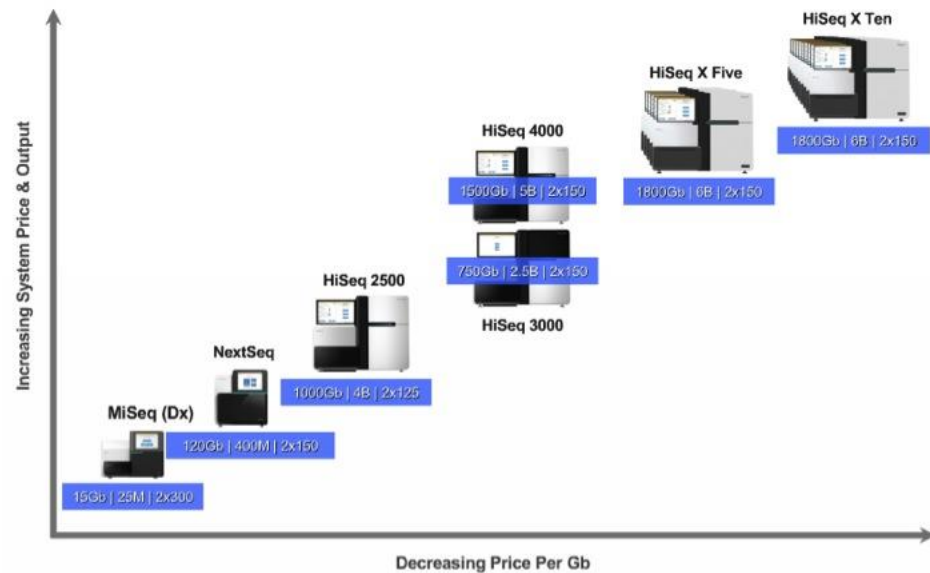 HiSeq X Ten
1800Gb | 6B | 2x150
HiSeq X Five
1800Gb | 6B | 2x150
HiSeq 4000
1500Gb | 5B | 2x150
750Gb | 2.5B | 2x150
HiSeq 3000
HiSeq 2500
1000Gb | 4B | 2x125
NextSeq
120Gb | 400M | 2x150
MiSeq (Dx)
15Gb | 25M | 2x300
Increasing System Price & Output
Decreasing Price Per Gb